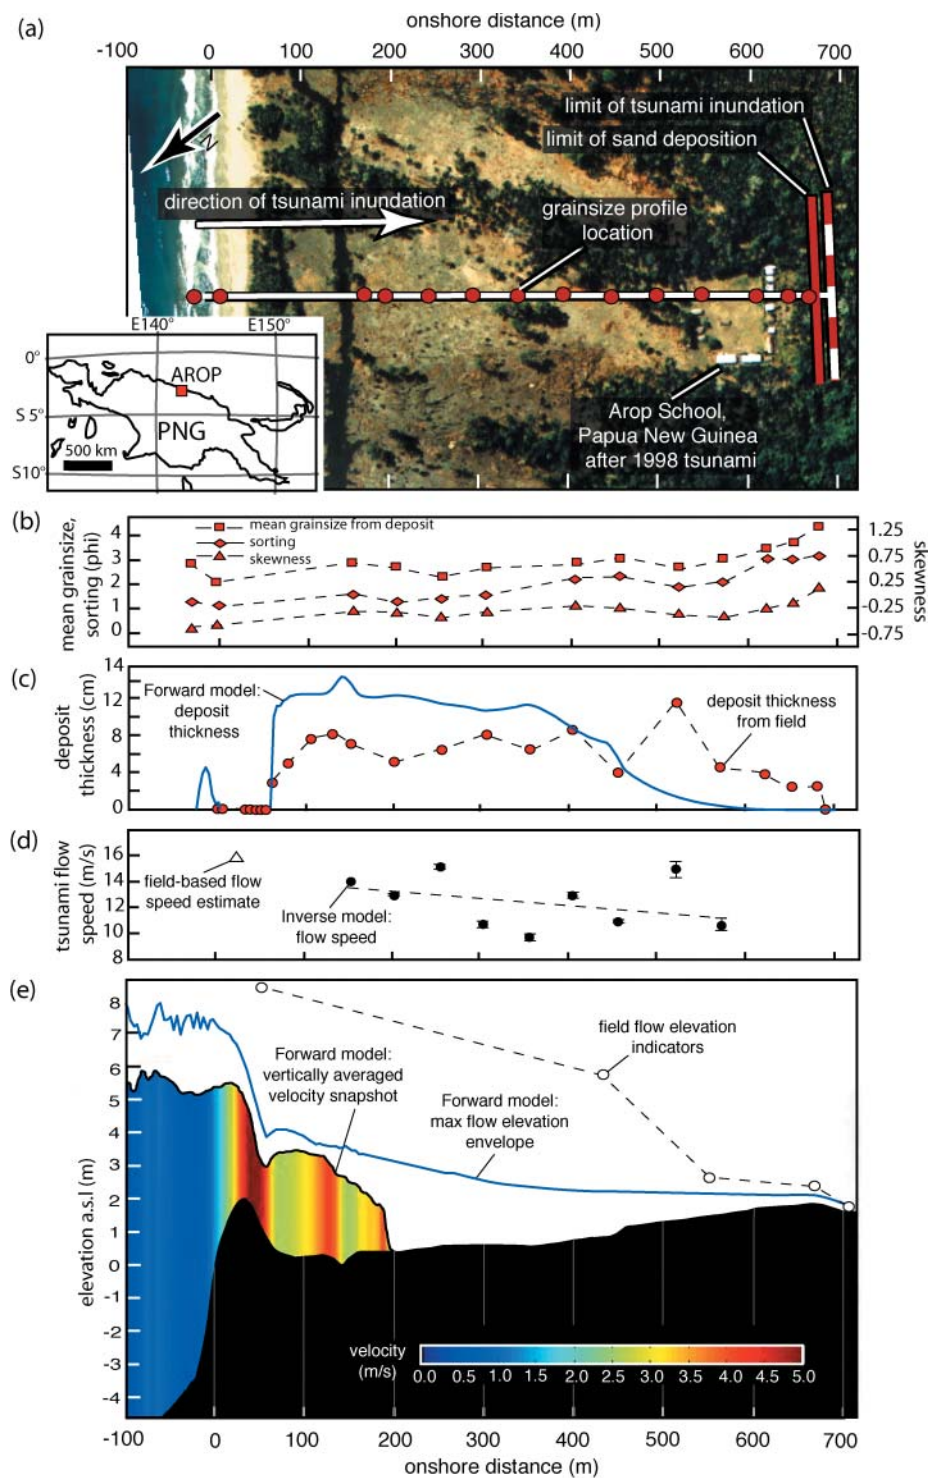 (a)
onshore distance (m)
-100 0 100 200 300 400 500 600 700
limit of tsunami inundation
limit of sand deposition
N
direction of tsunami inundation
grainsize profile
location
E140° E150°
0°
AROP
S 5°
PNG
500 km
S10°
Arop School,
Papua New Guinea
after 1998 tsunami
(b)
mean grainsize,
sorting (phi)
4
3
2
1
0
mean grainsize from deposit
sorting
skewness
1.25
0.75
0.25
-0.25
-0.75
skewness
(c)
deposit
thickness (cm)
14
12
8
4
0
Forward model:
deposit
thickness
deposit thickness
from field
(d)
tsunami flow
speed (m/s)
16
14
12
10
8
field-based flow
speed estimate
Inverse model:
flow speed
(e)
elevation a.s.l (m)
8
7
6
5
4
3
2
1
0
-1
-2
-3
-4
field flow elevation
indicators
Forward model:
vertically averaged
velocity snapshot
Forward model:
max flow elevation
envelope
velocity
(m/s)
0.0 0.5 1.0 1.5 2.0 2.5 3.0 3.5 4.0 4.5 5.0
-100 0 100 200 300 400 500 600 700
onshore distance (m)